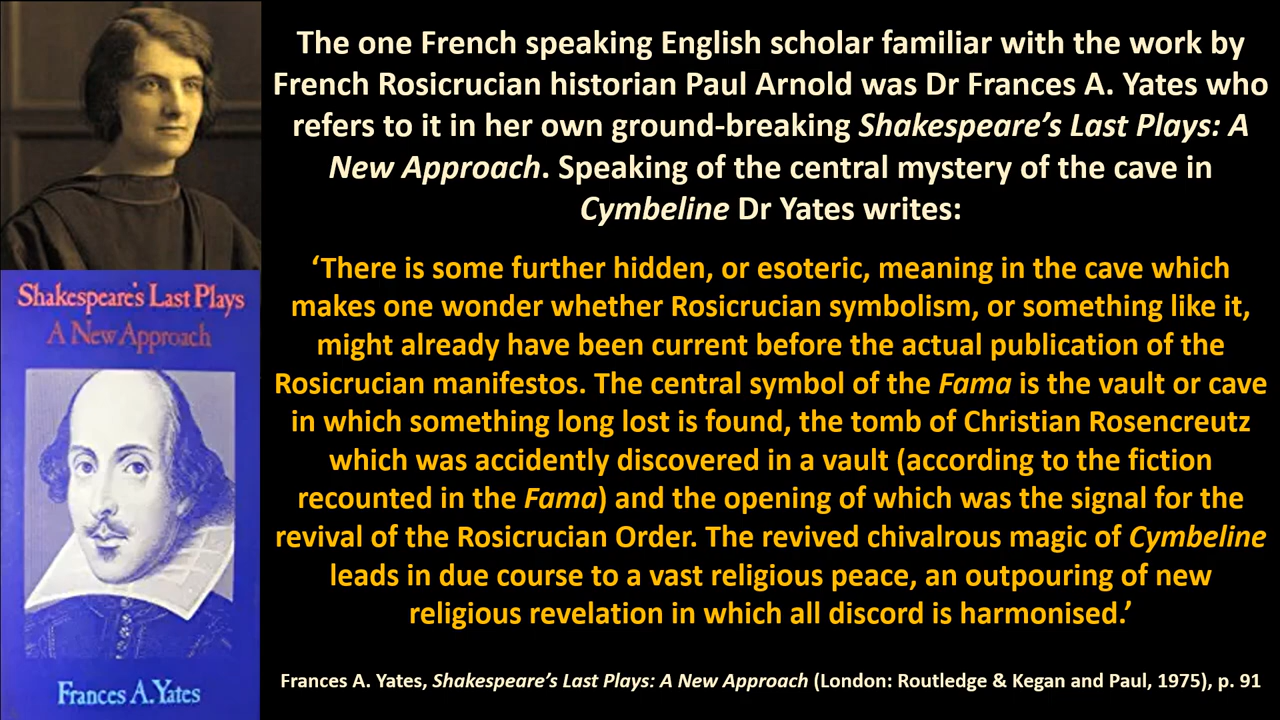 The one French speaking English scholar familiar with the work by
French Rosicrucian historian Paul Arnold was Dr Frances A. Yates who
refers to it in her own ground-breaking Shakespeare’s Last Plays: A
New Approach. Speaking of the central mystery of the cave in
Cymbeline Dr Yates writes:
‘There is some further hidden, or esoteric, meaning in the cave which
makes one wonder whether Rosicrucian symbolism, or something like it,
might already have been current before the actual publication of the
Rosicrucian manifestos. The central symbol of the Fama is the vault or cave
in which something long lost is found, the tomb of Christian Rosencreutz
which was accidently discovered in a vault (according to the fiction
recounted in the Fama) and the opening of which was the signal for the
revival of the Rosicrucian Order. The revived chivalrous magic of Cymbeline
leads in due course to a vast religious peace, an outpouring of new
religious revelation in which all discord is harmonised.’
Frances A. Yates, Shakespeare’s Last Plays: A New Approach (London: Routledge & Kegan and Paul, 1975), p. 91
Shakespeare's Last Plays
A New Approach
Frances A. Yates